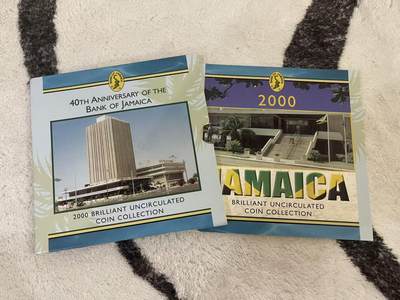 40TH ANNIVERSARY OF THE
BANK OF JAMAICA
2000 BRILLIANT UNCIRCULATED
COIN COLLECTION
2000
JAMAICA
BRILLIANT UNCIRCULATED
COIN COLLECTION